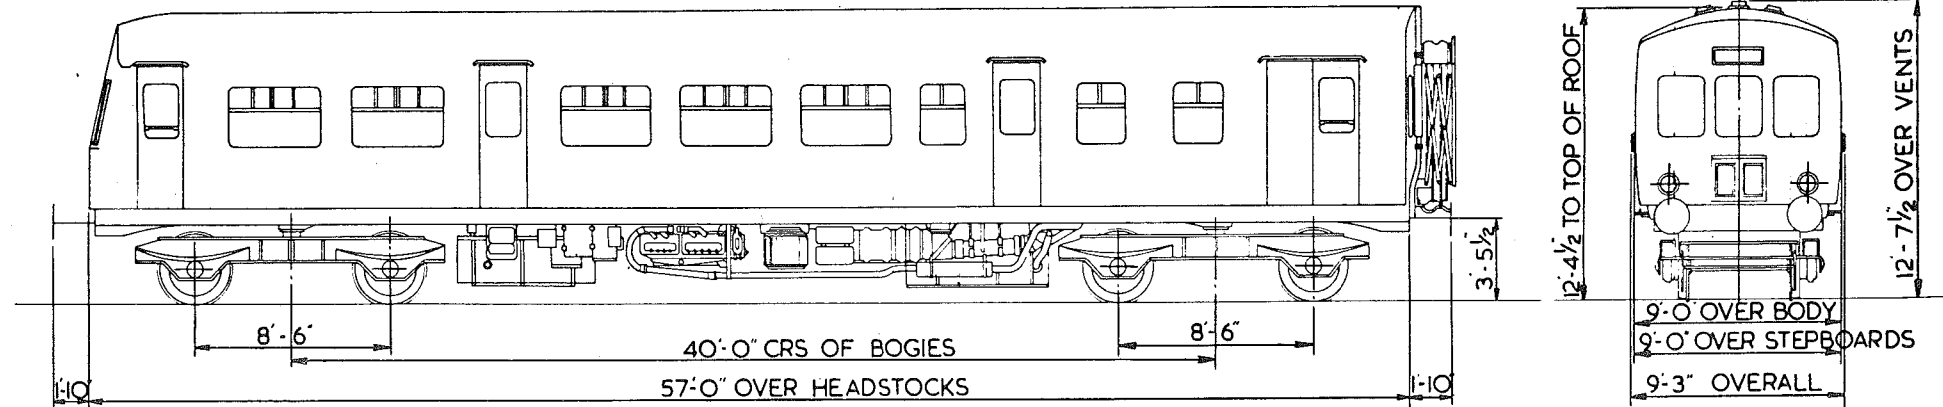 8'-6"
40'-0" CRS OF BOGIES
8'-6"
1'-10"
57'-0" OVER HEADSTOCKS
1'-10"
3'-5½"
12'-4½" TO TOP OF ROOF
12'-7½" OVER VENTS
9'-0" OVER BODY
9'-0" OVER STEPBOARDS
9'-3" OVERALL